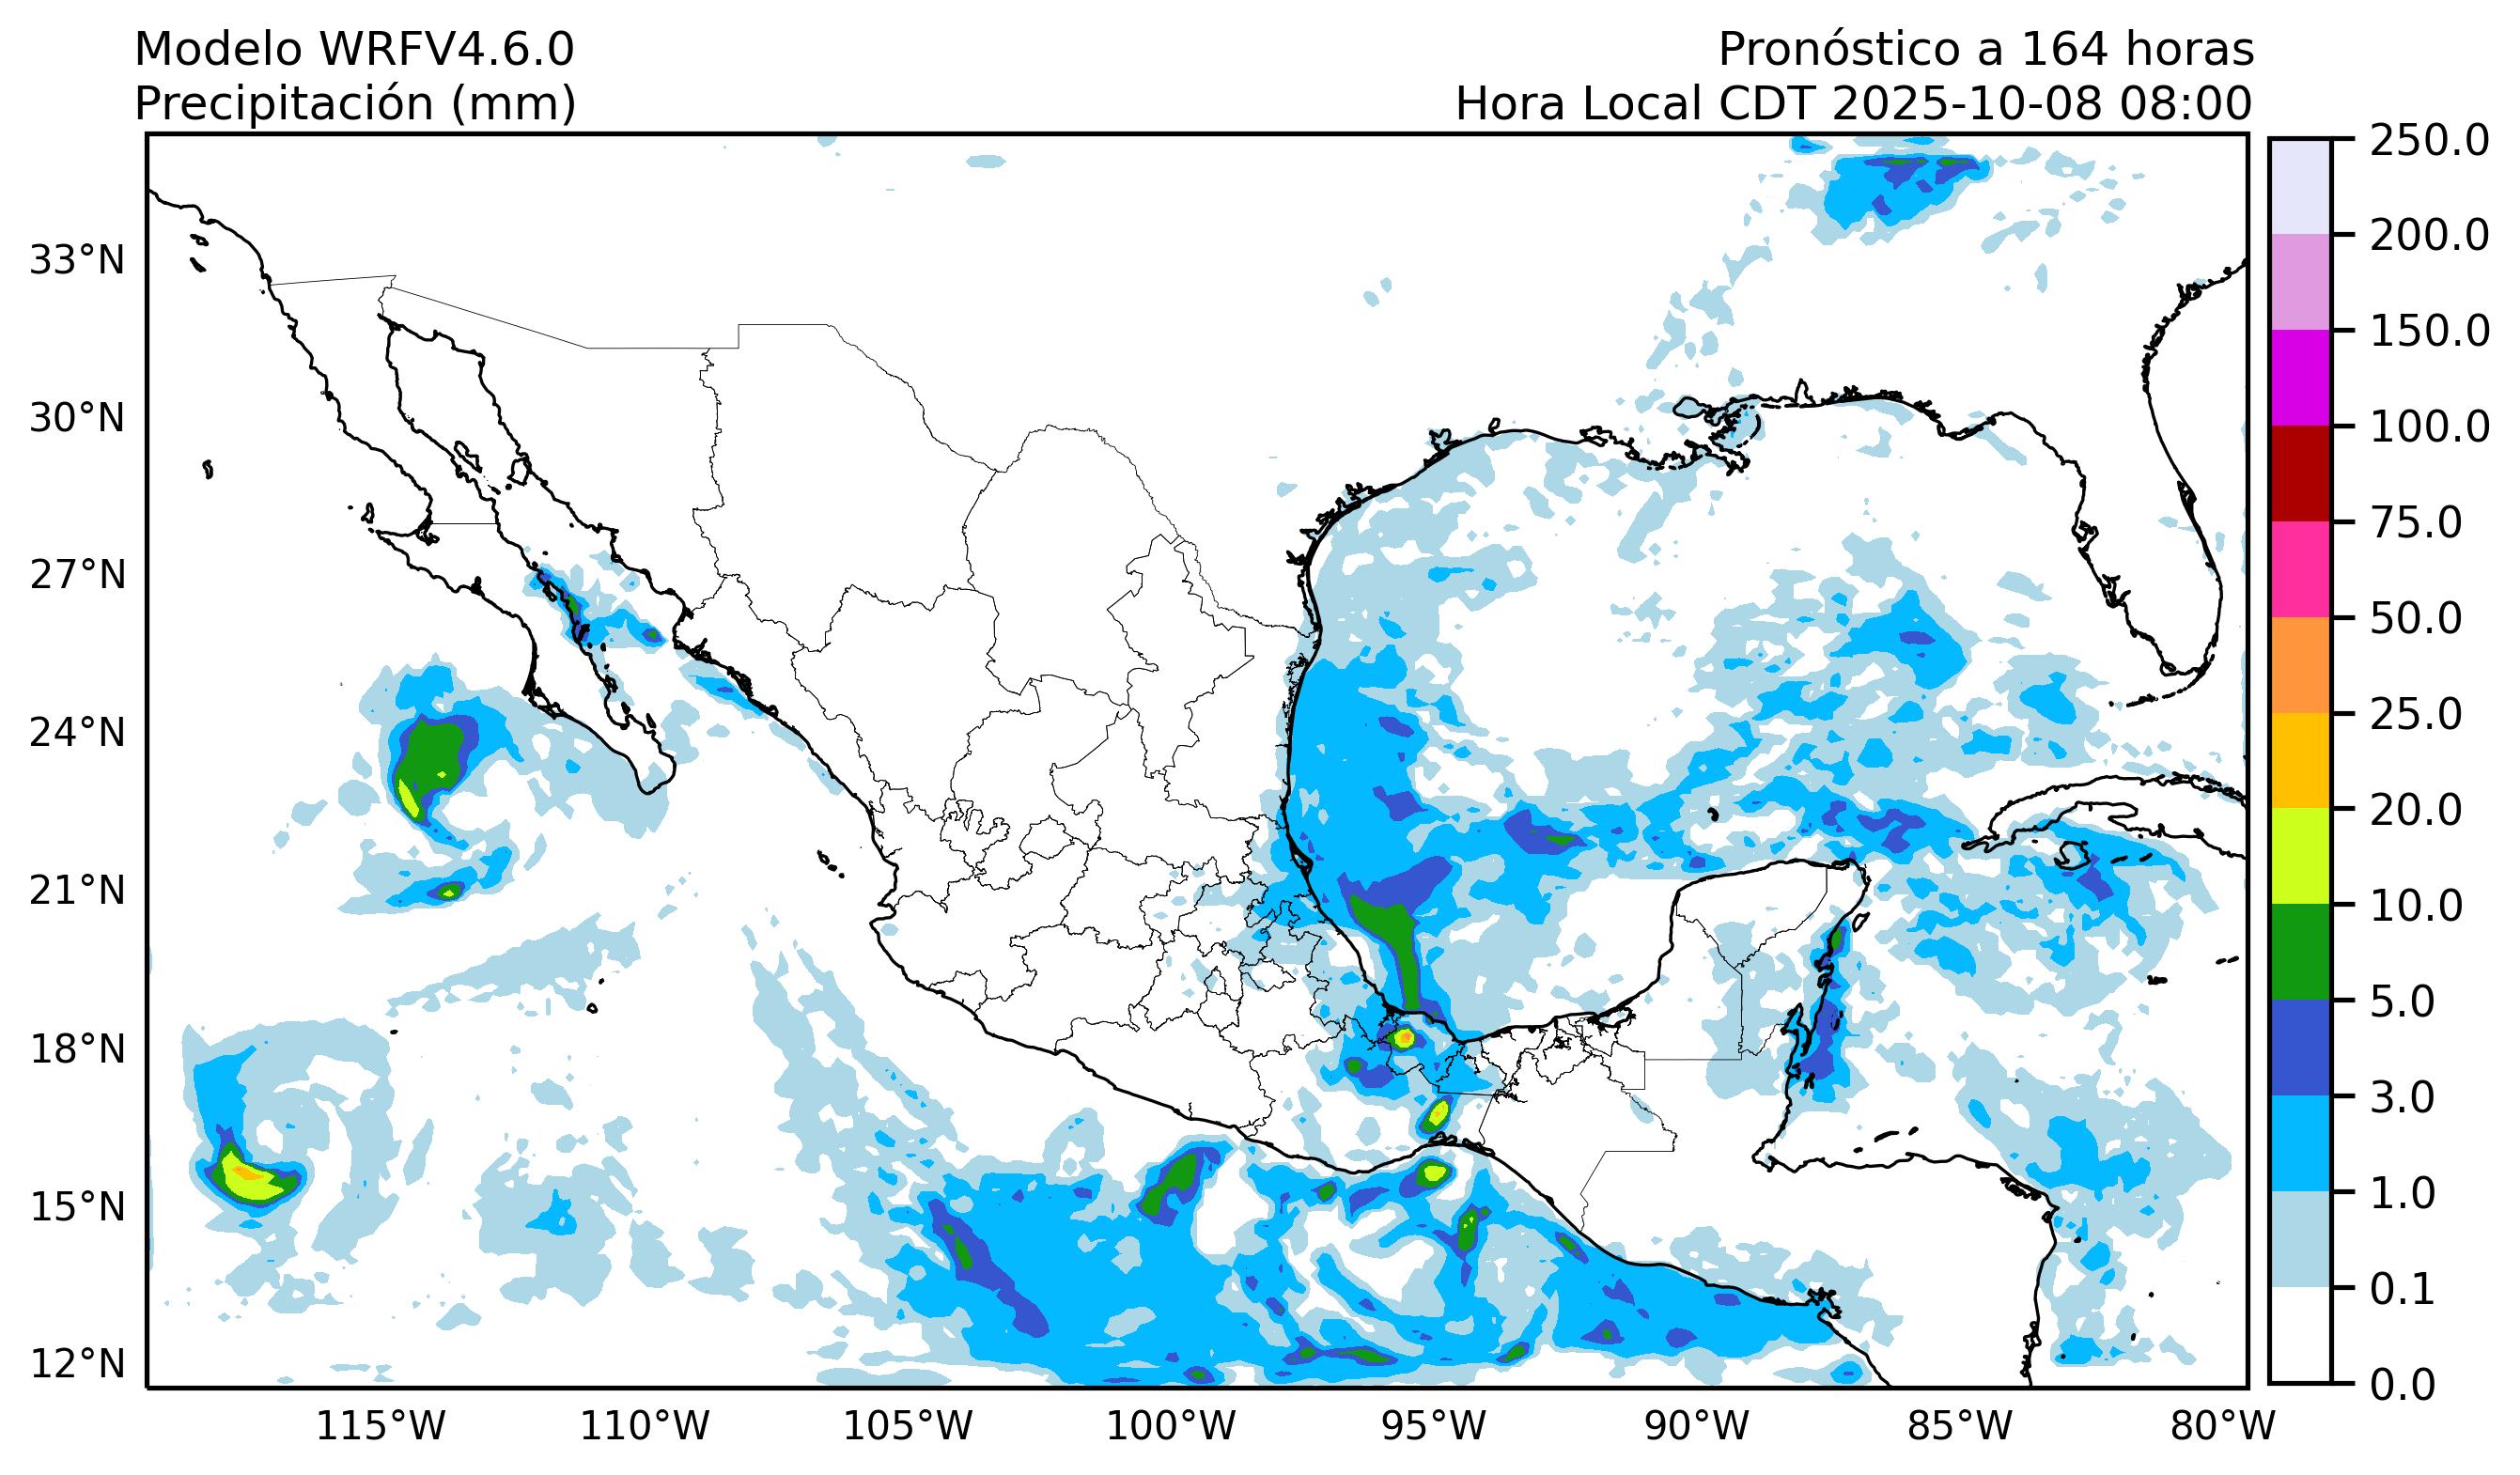 Modelo WRFV4.6.0
Precipitación (mm)
Pronóstico a 164 horas
Hora Local CDT 2025-10-08 08:00
33°N
30°N
27°N
24°N
21°N
18°N
15°N
12°N
115°W
110°W
105°W
100°W
95°W
90°W
85°W
80°W
250.0
200.0
150.0
100.0
75.0
50.0
25.0
20.0
10.0
5.0
3.0
1.0
0.1
0.0